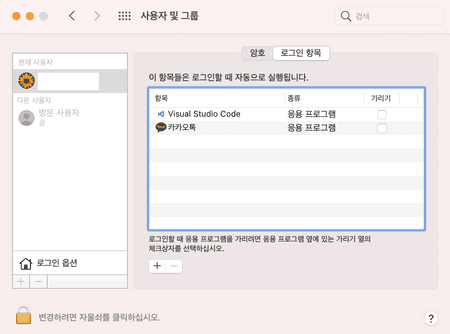 사용자 및 그룹
검색
암호
로그인 항목
현재 사용자
다른 사용자
방문 사용자
끔
로그인 옵션
이 항목들은 로그인할 때 자동으로 실행됩니다.
항목 종류 가리기
Visual Studio Code 응용 프로그램
카카오톡 응용 프로그램
로그인할 때 응용 프로그램을 가리려면 응용 프로그램 옆에 있는 가리기 열의
체크상자를 선택하십시오.
+ −
+ −
변경하려면 자물쇠를 클릭하십시오.
?